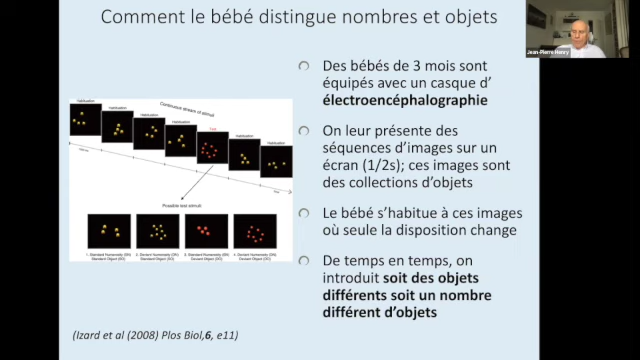 Comment le bébé distingue nombres et objets
Jean-Pierre Henry
Des bébés de 3 mois sont
équipés avec un casque d'
électroencéphalographie
On leur présente des
séquences d'images sur un
écran (1/2s); ces images sont
des collections d'objets
Le bébé s'habitue à ces images
où seule la disposition change
De temps en temps, on
introduit soit des objets
différents soit un nombre
différent d'objets
Continuous stream of stimuli
Habituation
Habituation
Habituation
Habituation
Test
Habituation
Habituation
Possible test stimuli
(Izard et al (2008) Plos Biol,6, e11)